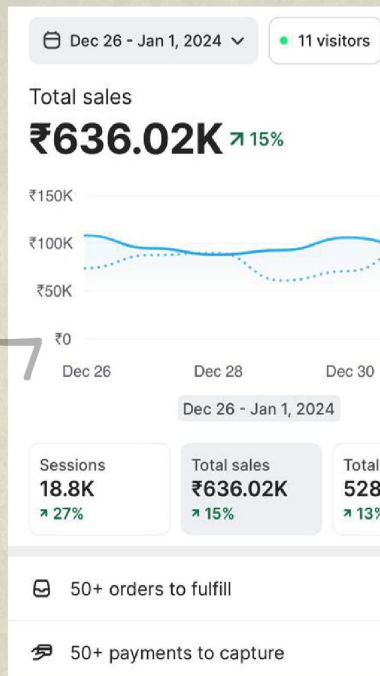 Dec 26 - Jan 1, 2024
11 visitors
Total sales
₹636.02K 15%
₹150K
₹100K
₹50K
₹0
Dec 26 Dec 28 Dec 30
Dec 26 - Jan 1, 2024
Sessions Total sales Total
18.8K ₹636.02K 528
27% 15% 13%
50+ orders to fulfill
50+ payments to capture